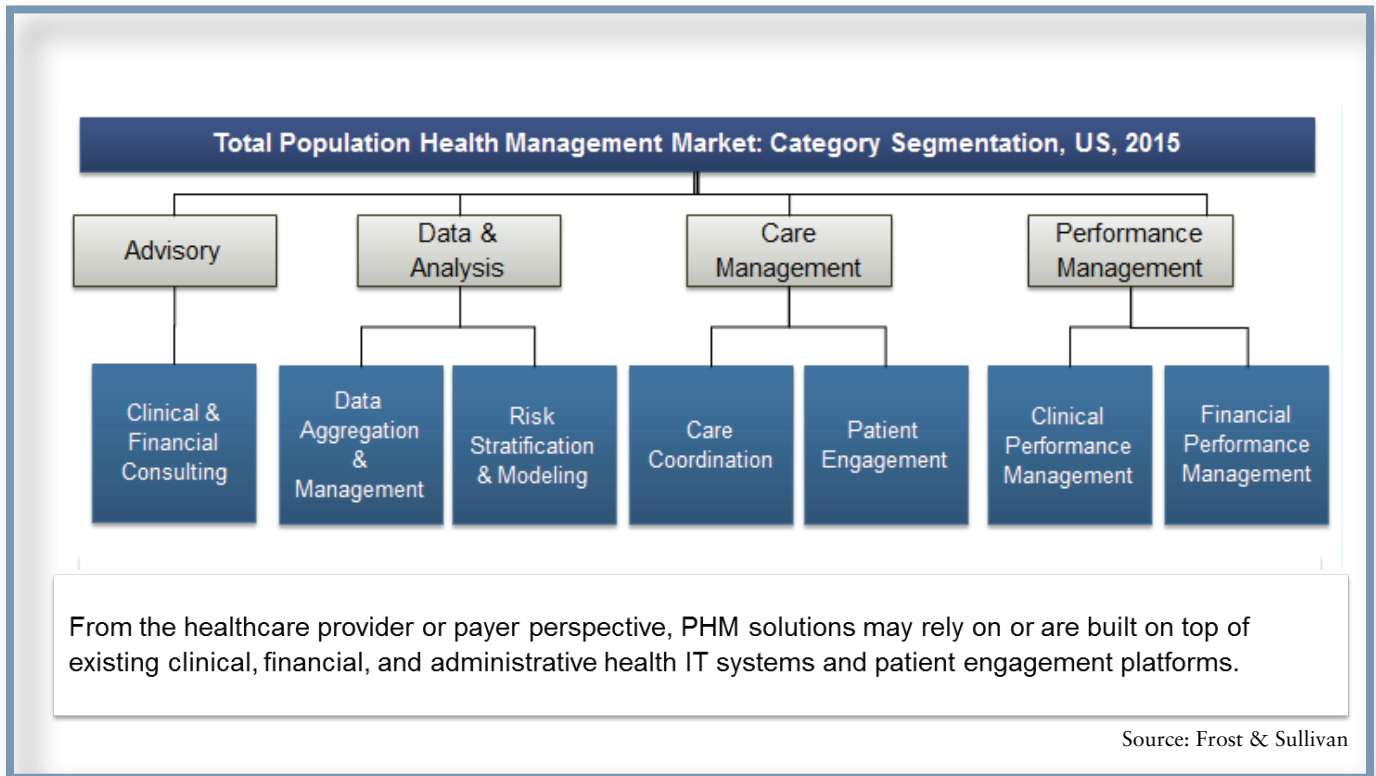 Total Population Health Management Market: Category Segmentation, US, 2015
Advisory
Data &
Analysis
Care
Management
Performance
Management
Clinical &
Financial
Consulting
Data
Aggregation
&
Management
Risk
Stratification
& Modeling
Care
Coordination
Patient
Engagement
Clinical
Performance
Management
Financial
Performance
Management
From the healthcare provider or payer perspective, PHM solutions may rely on or are built on top of
existing clinical, financial, and administrative health IT systems and patient engagement platforms.
Source: Frost & Sullivan